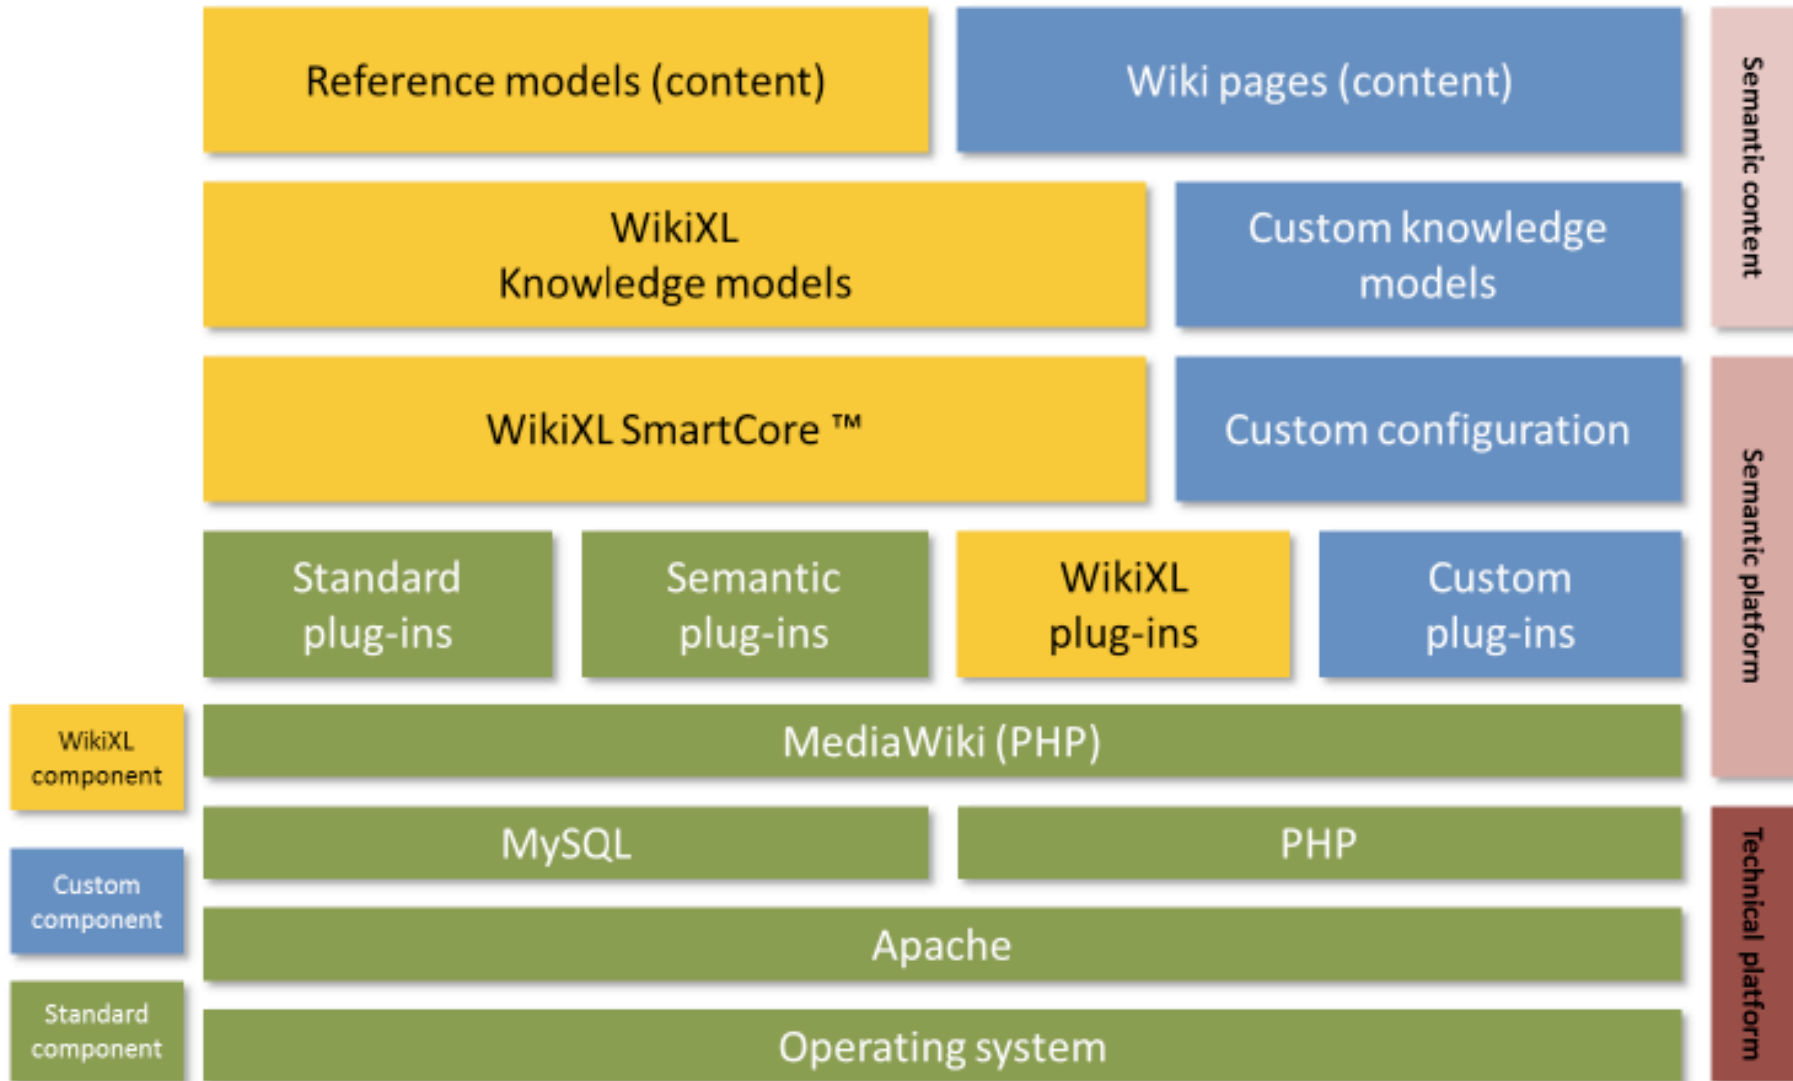 Reference models (content)
Wiki pages (content)
Semantic content
WikiXL
Knowledge models
Custom knowledge
models
WikiXL SmartCore ™
Custom configuration
Semantic platform
Standard
plug-ins
Semantic
plug-ins
WikiXL
plug-ins
Custom
plug-ins
WikiXL
component
MediaWiki (PHP)
MySQL
PHP
Technical platform
Custom
component
Apache
Standard
component
Operating system